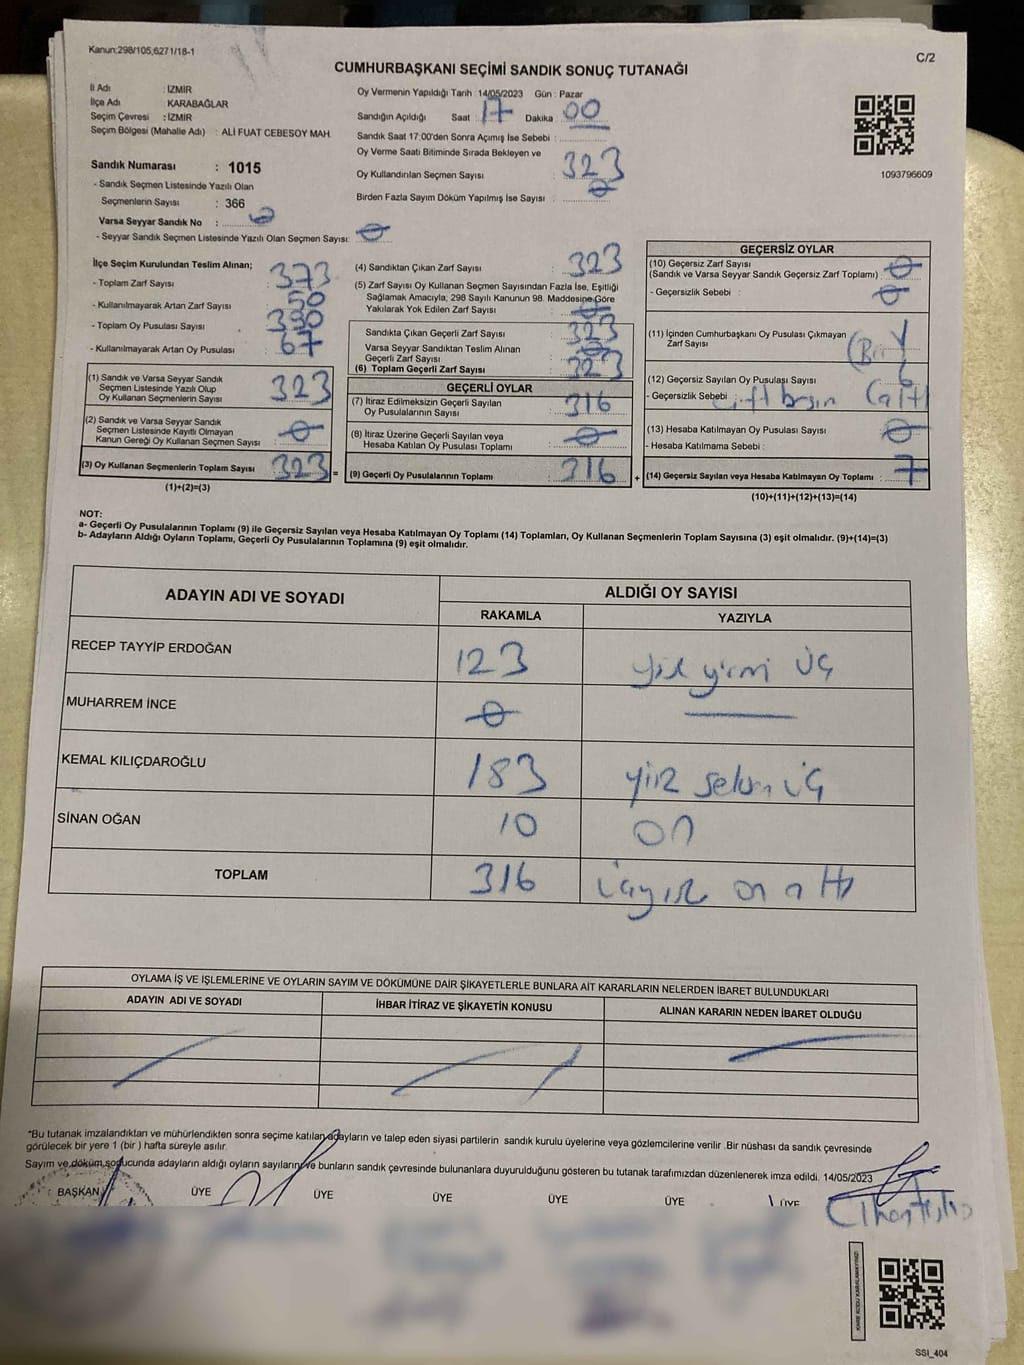 Kanun:298/105,6271/18-1
C/2
CUMHURBAŞKANI SEÇİMİ SANDIK SONUÇ TUTANAĞI
İl Adı : İZMİR
İlçe Adı : KARABAĞLAR
Seçim Çevresi : İZMİR
Seçim Bölgesi (Mahalle Adı) : ALİ FUAT CEBESOY MAH.
Sandık Numarası : 1015
- Sandık Seçmen Listesinde Yazılı Olan
Seçmenlerin Sayısı : 366
Varsa Seyyar Sandık No : 0
- Seyyar Sandık Seçmen Listesinde Yazılı Olan Seçmen Sayısı: 0
Oy Vermenin Yapıldığı Tarih : 14/05/2023 Gün : Pazar
Sandığın Açıldığı Saat : 17 Dakika : 00
Sandık Saat 17:00'den Sonra Açımış İse Sebebi :
Oy Verme Saati Bitiminde Sırada Bekleyen ve
Oy Kullandırılan Seçmen Sayısı : 323
Birden Fazla Sayım Döküm Yapılmış İse Sayısı : 0
1093796609
İlçe Seçim Kurulundan Teslim Alınan;
- Toplam Zarf Sayısı : 373
- Kullanılmayarak Artan Zarf Sayısı : 50
- Toplam Oy Pusulası Sayısı
- Kullanılmayarak Artan Oy Pusulası : 67
(1) Sandık ve Varsa Seyyar Sandık
Seçmen Listesinde Yazılı Olup
Oy Kullanan Seçmenlerin Sayısı : 323
(2) Sandık ve Varsa Seyyar Sandık
Seçmen Listesinde Kayıtlı Olmayan
Kanun Gereği Oy Kullanan Seçmen Sayısı : 0
(3) Oy Kullanan Seçmenlerin Toplam Sayısı : 323 =
(1)+(2)=(3)
(4) Sandıktan Çıkan Zarf Sayısı : 323
(5) Zarf Sayısı Oy Kullanan Seçmen Sayısından Fazla İse, Eşitliği
Sağlamak Amacıyla; 298 Sayılı Kanunun 98. Maddesine Göre
Yakılarak Yok Edilen Zarf Sayısı : 0
Sandıkta Çıkan Geçerli Zarf Sayısı : 323
Varsa Seyyar Sandıktan Teslim Alınan
Geçerli Zarf Sayısı : 0
(6) Toplam Geçerli Zarf Sayısı : 323
GEÇERLİ OYLAR
(7) İtiraz Edilmeksizin Geçerli Sayılan
Oy Pusulalarının Sayısı : 316
(8) İtiraz Üzerine Geçerli Sayılan veya
Hesaba Katılan Oy Pusulası Toplamı : 0
(9) Geçerli Oy Pusulalarının Toplamı : 316 +
GEÇERSİZ OYLAR
(10) Geçersiz Zarf Sayısı
(Sandık ve Varsa Seyyar Sandık Geçersiz Zarf Toplamı) : 0
- Geçersizlik Sebebi : 0
(11) İçinden Cumhurbaşkanı Oy Pusulası Çıkmayan
Zarf Sayısı : 1 (Bir)
(12) Geçersiz Sayılan Oy Pusulası Sayısı : 6
- Geçersizlik Sebebi : Çift basım (altı
(13) Hesaba Katılmayan Oy Pusulası Sayısı : 0
- Hesaba Katılmama Sebebi :
(14) Geçersiz Sayılan veya Hesaba Katılmayan Oy Toplamı : 7
(10)+(11)+(12)+(13)=(14)
NOT:
a- Geçerli Oy Pusulalarının Toplamı (9) ile Geçersiz Sayılan veya Hesaba Katılmayan Oy Toplamı (14) Toplamları, Oy Kullanan Seçmenlerin Toplam Sayısına (3) eşit olmalıdır. (9)+(14)=(3)
b- Adayların Aldığı Oyların Toplamı, Geçerli Oy Pusulalarının Toplamına (9) eşit olmalıdır.
ADAYIN ADI VE SOYADI ALDIĞI OY SAYISI
RAKAMLA YAZIYLA
RECEP TAYYİP ERDOĞAN 123 yüz yirmi üç
MUHARREM İNCE 0
KEMAL KILIÇDAROĞLU 183 yüz seksen üç
SİNAN OĞAN 10 on
TOPLAM 316 üçyüz on altı
OYLAMA İŞ VE İŞLEMLERİNE VE OYLARIN SAYIM VE DÖKÜMÜNE DAİR ŞİKAYETLERLE BUNLARA AİT KARARLARIN NELERDEN İBARET BULUNDUKLARI
ADAYIN ADI VE SOYADI İHBAR İTİRAZ VE ŞİKAYETİN KONUSU ALINAN KARARIN NEDEN İBARET OLDUĞU
*Bu tutanak imzalandıktan ve mühürlendikten sonra seçime katılan adayların ve talep eden siyasi partilerin sandık kurulu üyelerine veya gözlemcilerine verilir .Bir nüshası da sandık çevresinde
görülecek bir yere 1 (bir ) hafta süreyle asılır.
Sayım ve döküm sonucunda adayların aldığı oyların sayılarını ve bunların sandık çevresinde bulunanlara duyurulduğunu gösteren bu tutanak tarafımızdan düzenlenerek imza edildi. 14/05/2023
BAŞKAN ÜYE ÜYE ÜYE ÜYE ÜYE ÜYE
KARE KODU KARALAMAYINIZ!
SSI_404